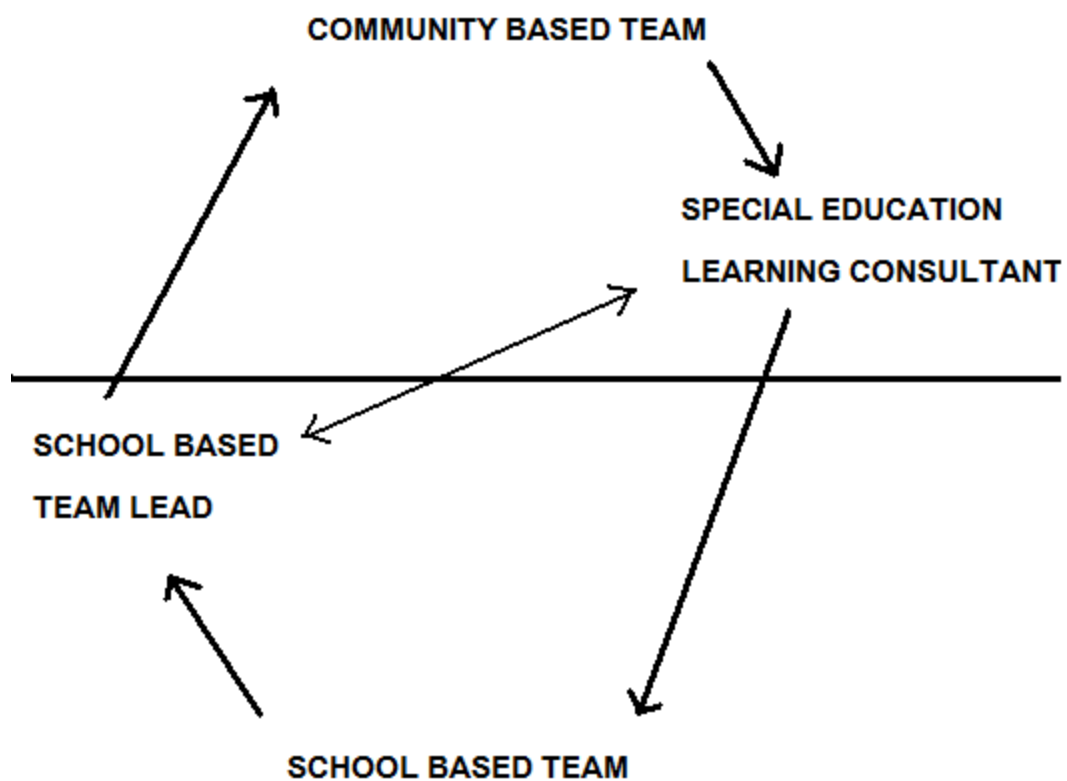 COMMUNITY BASED TEAM
SPECIAL EDUCATION
LEARNING CONSULTANT
SCHOOL BASED
TEAM LEAD
SCHOOL BASED TEAM